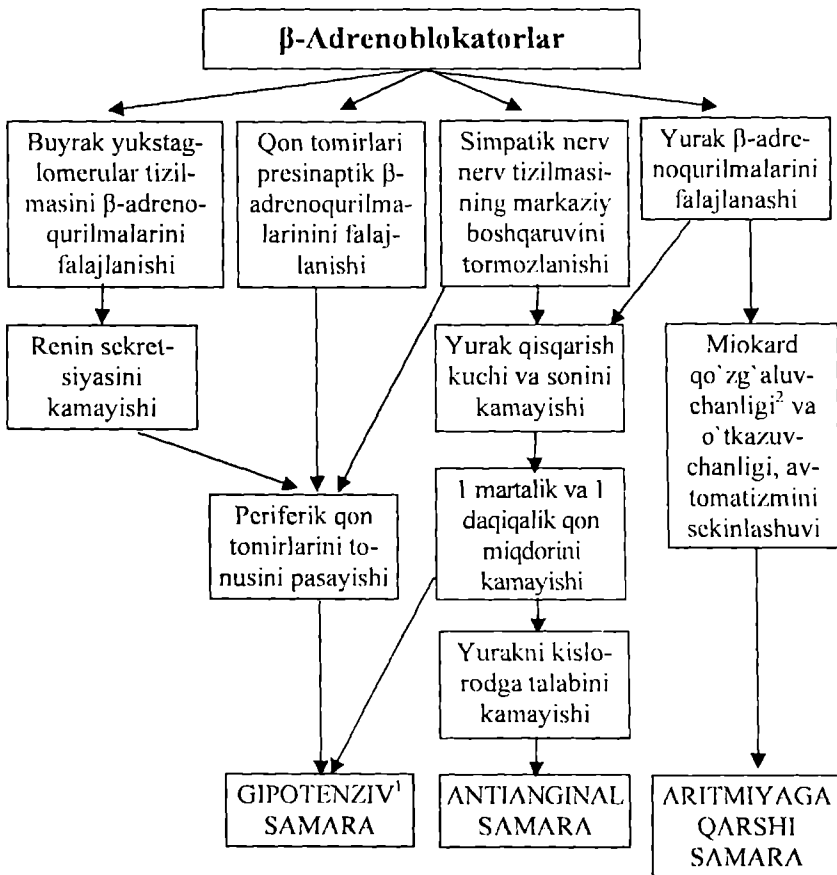 β-Adrenoblokatorlar
Buyrak yukstag-
lomerular tizil-
masini β-adreno-
qurilmalarini
falajlanishi
Qon tomirlari
presinaptik β-
adrenoqurilma-
larinini falaj-
lanishi
Simpatik nerv
nerv tizilmasi-
ning markaziy
boshqaruvini
tormozlanishi
Yurak β-adre-
noqurilmalarini
falajlanashi
Renin sekret-
siyasini
kamayishi
Yurak qisqarish
kuchi va sonini
kamayishi
Miokard
qo`zg`aluv-
chanligi² va
o`tkazuv-
chanligi, av-
tomatizmini
sekinlashuvi
Periferik qon
tomirlarini to-
nusini pasayishi
1 martalik va 1
daqiqalik qon
miqdorini
kamayishi
Yurakni kislo-
rodga talabini
kamayishi
GIPOTENZIV¹
SAMARA
ANTIANGINAL
SAMARA
ARITMIYAGA
QARSHI
SAMARA